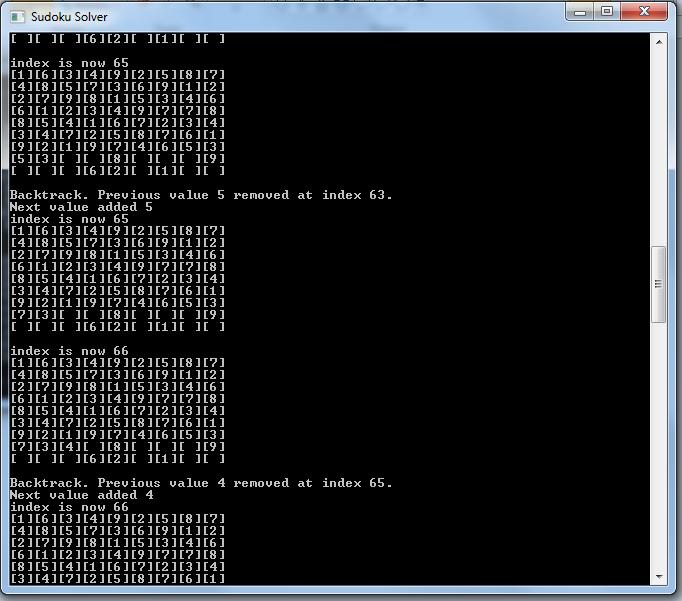 Sudoku Solver
[ ][ ][ ][6][2][ ][1][ ][ ]
index is now 65
[1][6][3][4][9][2][5][8][7]
[4][8][5][7][3][6][9][1][2]
[2][7][9][8][1][5][3][4][6]
[6][1][2][3][4][9][7][7][8]
[8][5][4][1][6][7][2][3][4]
[3][4][7][2][5][8][7][6][1]
[9][2][1][9][7][4][6][5][3]
[5][3][ ][ ][8][ ][ ][ ][9]
[ ][ ][ ][6][2][ ][1][ ][ ]
Backtrack. Previous value 5 removed at index 63.
Next value added 5
index is now 65
[1][6][3][4][9][2][5][8][7]
[4][8][5][7][3][6][9][1][2]
[2][7][9][8][1][5][3][4][6]
[6][1][2][3][4][9][7][7][8]
[8][5][4][1][6][7][2][3][4]
[3][4][7][2][5][8][7][6][1]
[9][2][1][9][7][4][6][5][3]
[7][3][ ][ ][8][ ][ ][ ][9]
[ ][ ][ ][6][2][ ][1][ ][ ]
index is now 66
[1][6][3][4][9][2][5][8][7]
[4][8][5][7][3][6][9][1][2]
[2][7][9][8][1][5][3][4][6]
[6][1][2][3][4][9][7][7][8]
[8][5][4][1][6][7][2][3][4]
[3][4][7][2][5][8][7][6][1]
[9][2][1][9][7][4][6][5][3]
[7][3][4][ ][8][ ][ ][ ][9]
[ ][ ][ ][6][2][ ][1][ ][ ]
Backtrack. Previous value 4 removed at index 65.
Next value added 4
index is now 66
[1][6][3][4][9][2][5][8][7]
[4][8][5][7][3][6][9][1][2]
[2][7][9][8][1][5][3][4][6]
[6][1][2][3][4][9][7][7][8]
[8][5][4][1][6][7][2][3][4]
[3][4][7][2][5][8][7][6][1]